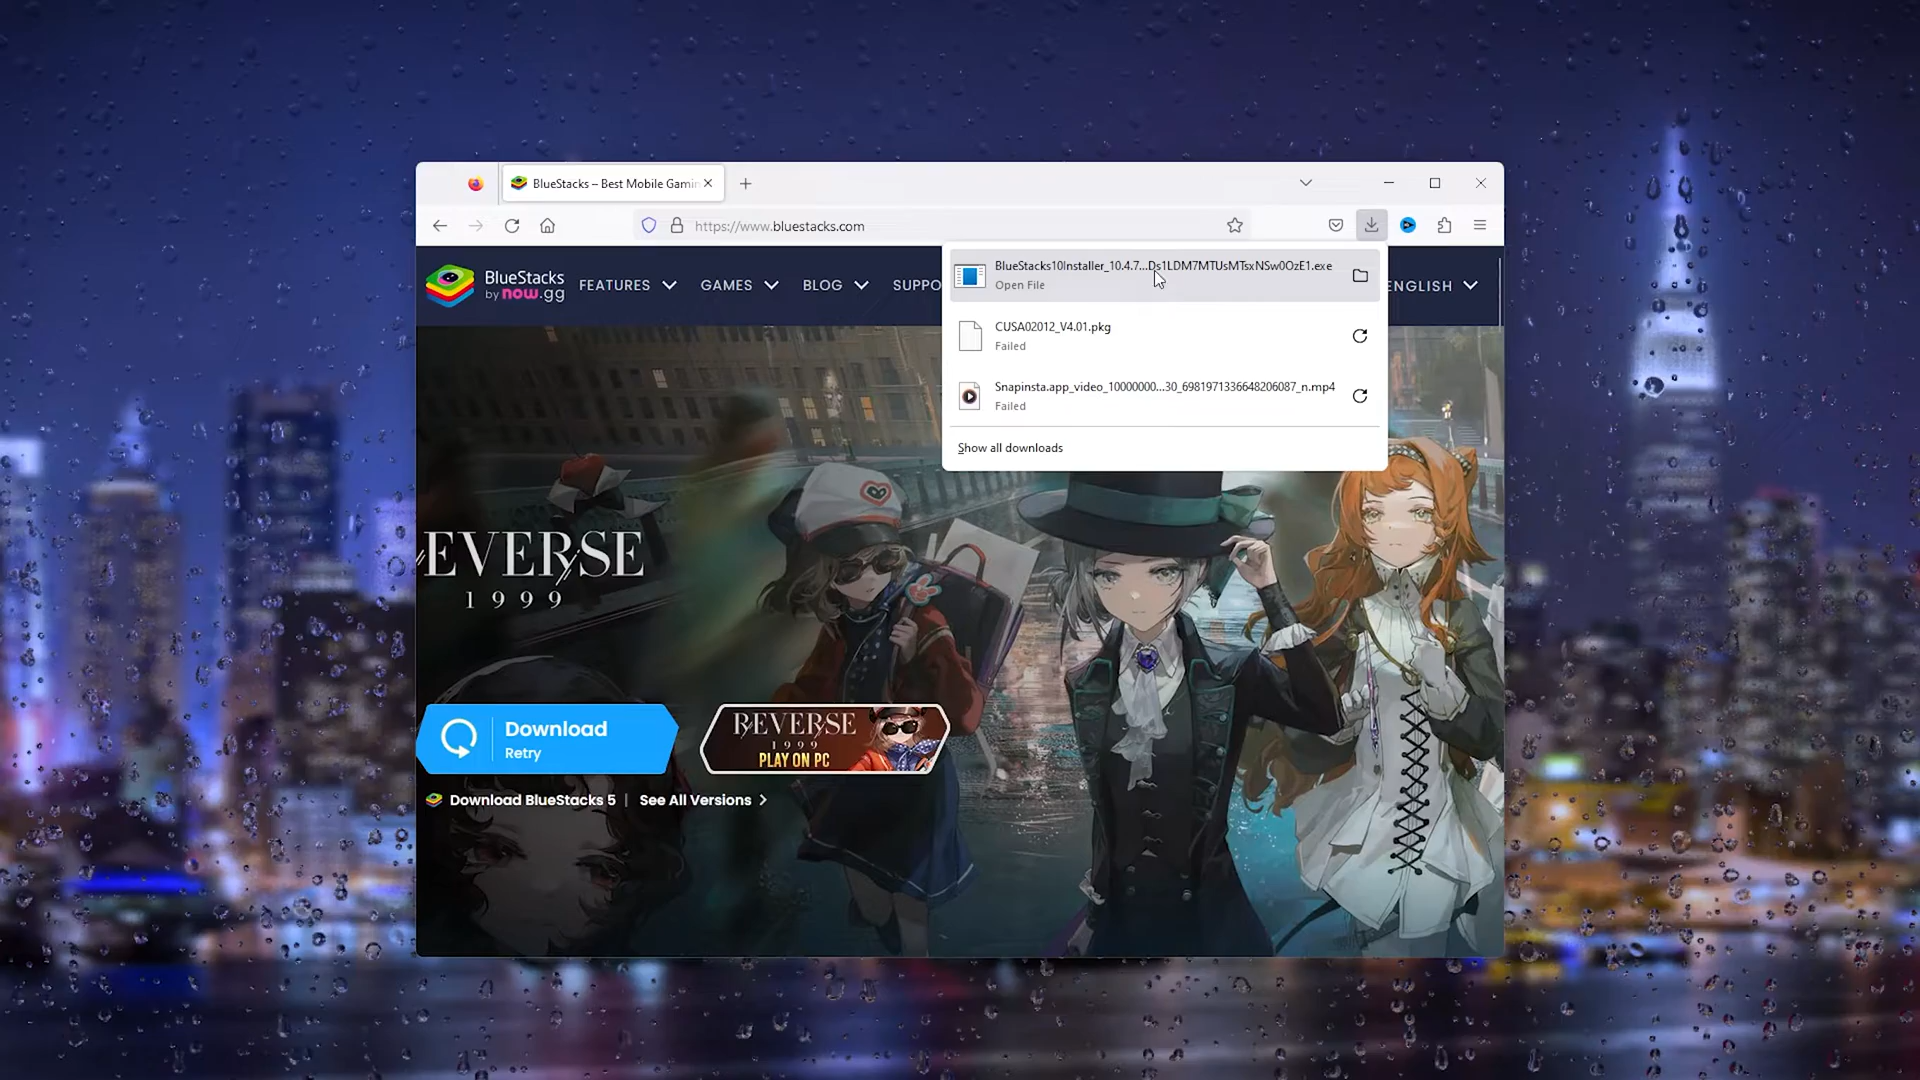 BlueStacks – Best Mobile Gamin
https://www.bluestacks.com
BlueStacks
by now.gg
FEATURES
GAMES
BLOG
SUPPO
ENGLISH
BlueStacks10Installer_10.4.7...Ds1LDM7MTUsMTsxNSw0OzE1.exe
Open File
CUSA02012_V4.01.pkg
Failed
Snapinsta.app_video_10000000...30_6981971336648206087_n.mp4
Failed
Show all downloads
REVERSE
1999
Download
Retry
REVERSE
1999
PLAY ON PC
Download BlueStacks 5 | See All Versions